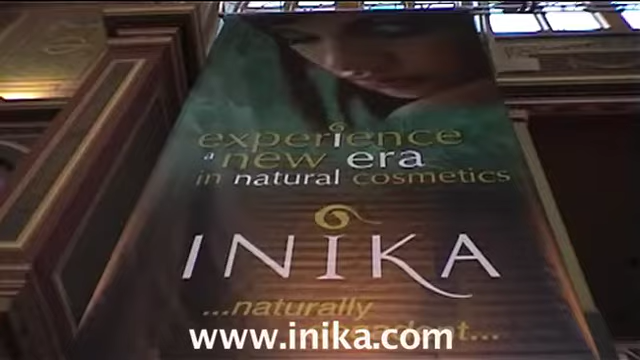 experience
a new era
in natural cosmetics
INIKA
...naturally
www.inika.com